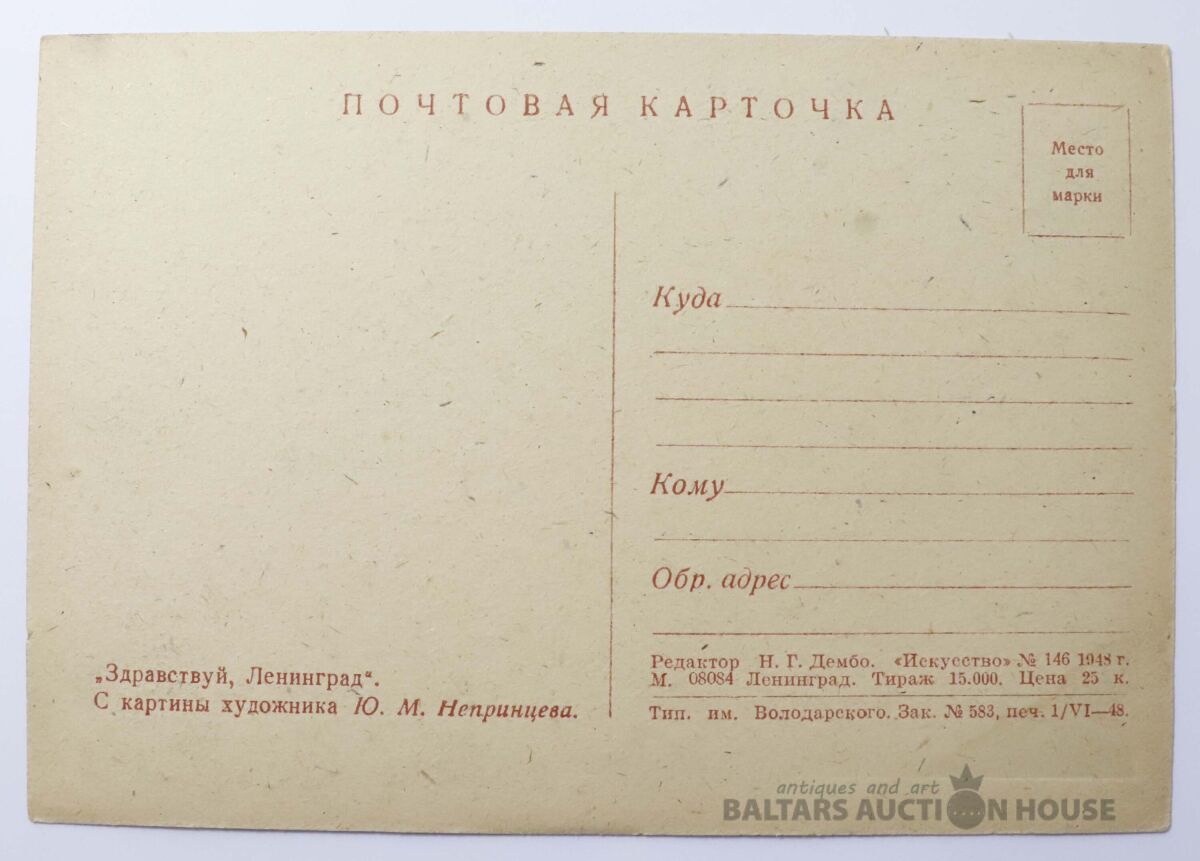 ПОЧТОВАЯ КАРТОЧКА
Место
для
марки
Куда
Кому
Обр. адрес
„Здравствуй, Ленинград“.
С картины художника Ю. М. Непринцева.
Редактор Н. Г. Дембо. «Искусство» № 146 1948 г.
М. 08084 Ленинград. Тираж 15.000. Цена 25 к.
Тип. им. Володарского. Зак. № 583, печ. 1/VI—48.
antiques and art
BALTARS AUCTION HOUSE